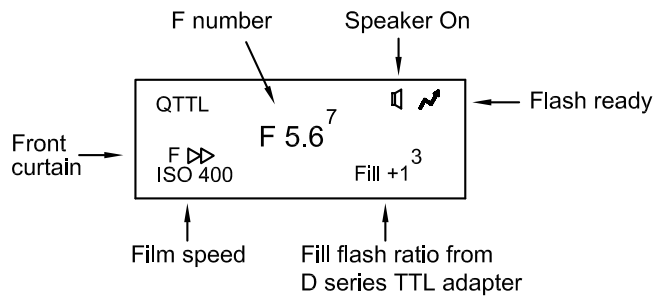 F number
Speaker On
QTTL
Flash ready
F 5.6 7
Front
curtain
F
ISO 400
Fill +1 3
Film speed
Fill flash ratio from
D series TTL adapter